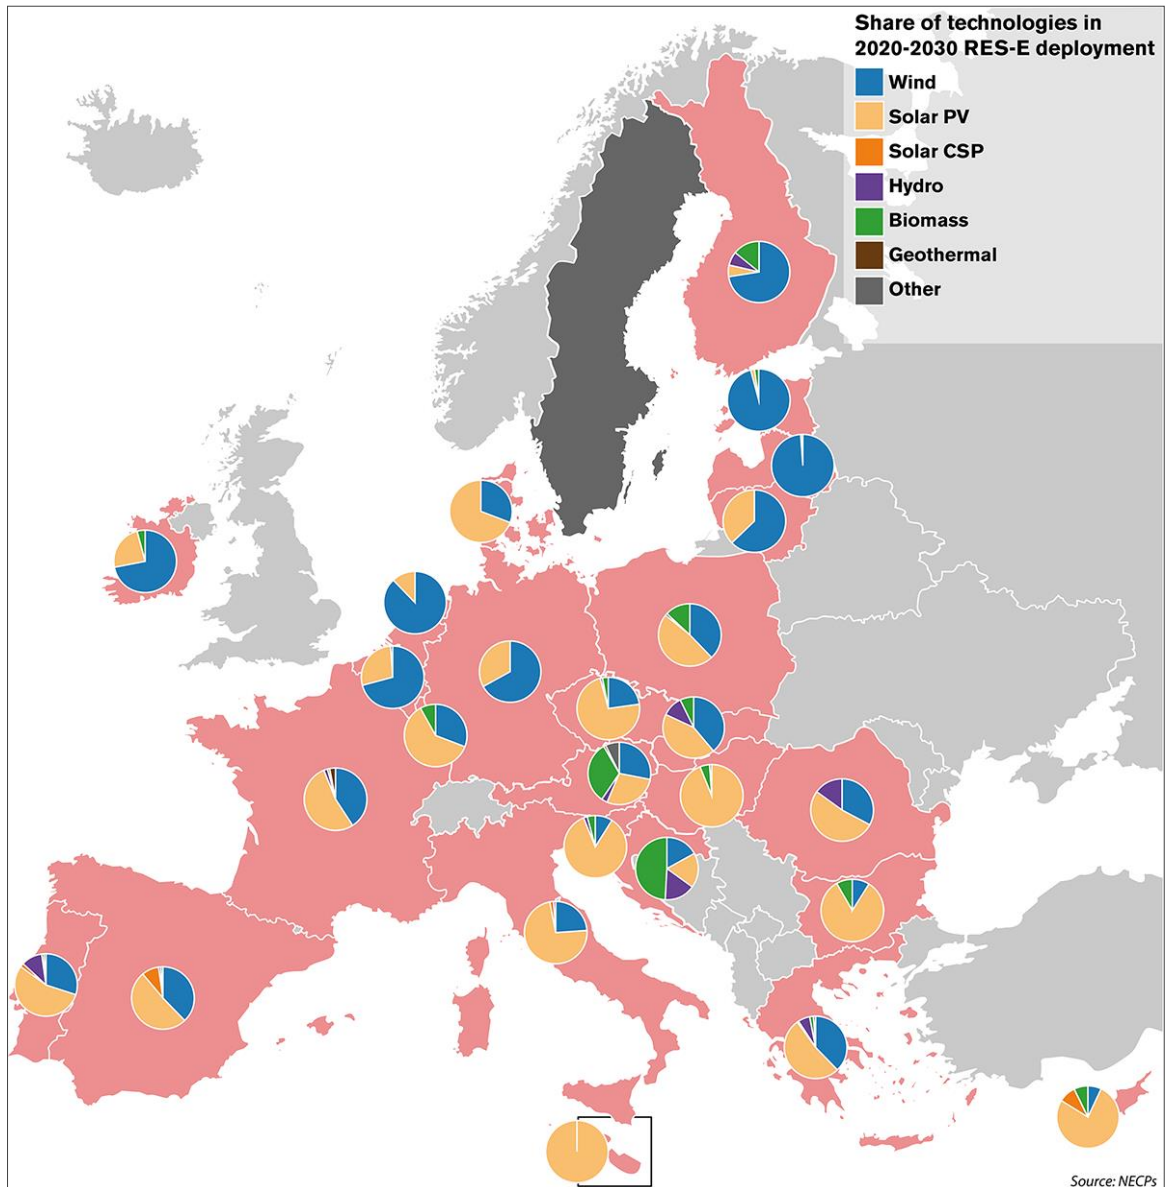 Share of technologies in
2020-2030 RES-E deployment
Wind
Solar PV
Solar CSP
Hydro
Biomass
Geothermal
Other
Source: NECPs